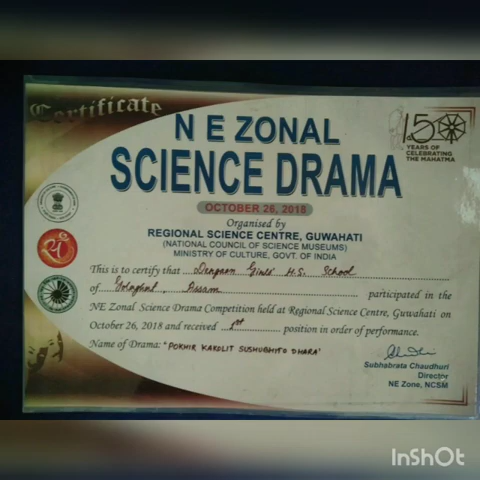 Certificate
N E ZONAL
SCIENCE DRAMA
OCTOBER 26, 2018
150
YEARS OF
CELEBRATING
THE MAHATMA
Organised by
REGIONAL SCIENCE CENTRE, GUWAHATI
(NATIONAL COUNCIL OF SCIENCE MUSEUMS)
MINISTRY OF CULTURE, GOVT. OF INDIA
This is to certify that Dergaon Girls' H.S. School
of Golaghat, Assam participated in the
NE Zonal Science Drama Competition held at Regional Science Centre, Guwahati on
October 26, 2018 and received 1st position in order of performance.
Name of Drama: "POKHIR KAKOLIT SUSHUBHITO DHARA"
Subhabrata Chaudhuri
Director
NE Zone, NCSM
InShOt